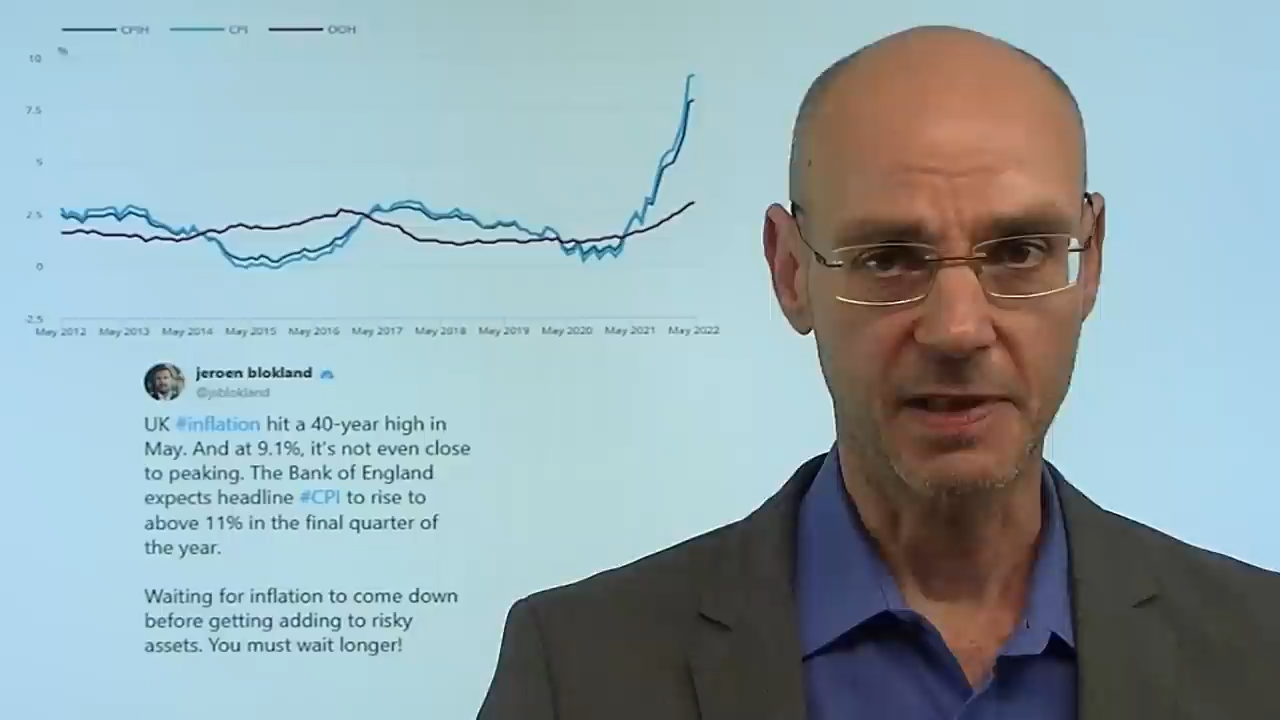 CPIH CPI OOH
%
10
7.5
5
2.5
0
-2.5
May 2012 May 2013 May 2014 May 2015 May 2016 May 2017 May 2018 May 2019 May 2020 May 2021 May 2022
jeroen blokland
@jsblokland
UK #inflation hit a 40-year high in
May. And at 9.1%, it's not even close
to peaking. The Bank of England
expects headline #CPI to rise to
above 11% in the final quarter of
the year.
Waiting for inflation to come down
before getting adding to risky
assets. You must wait longer!